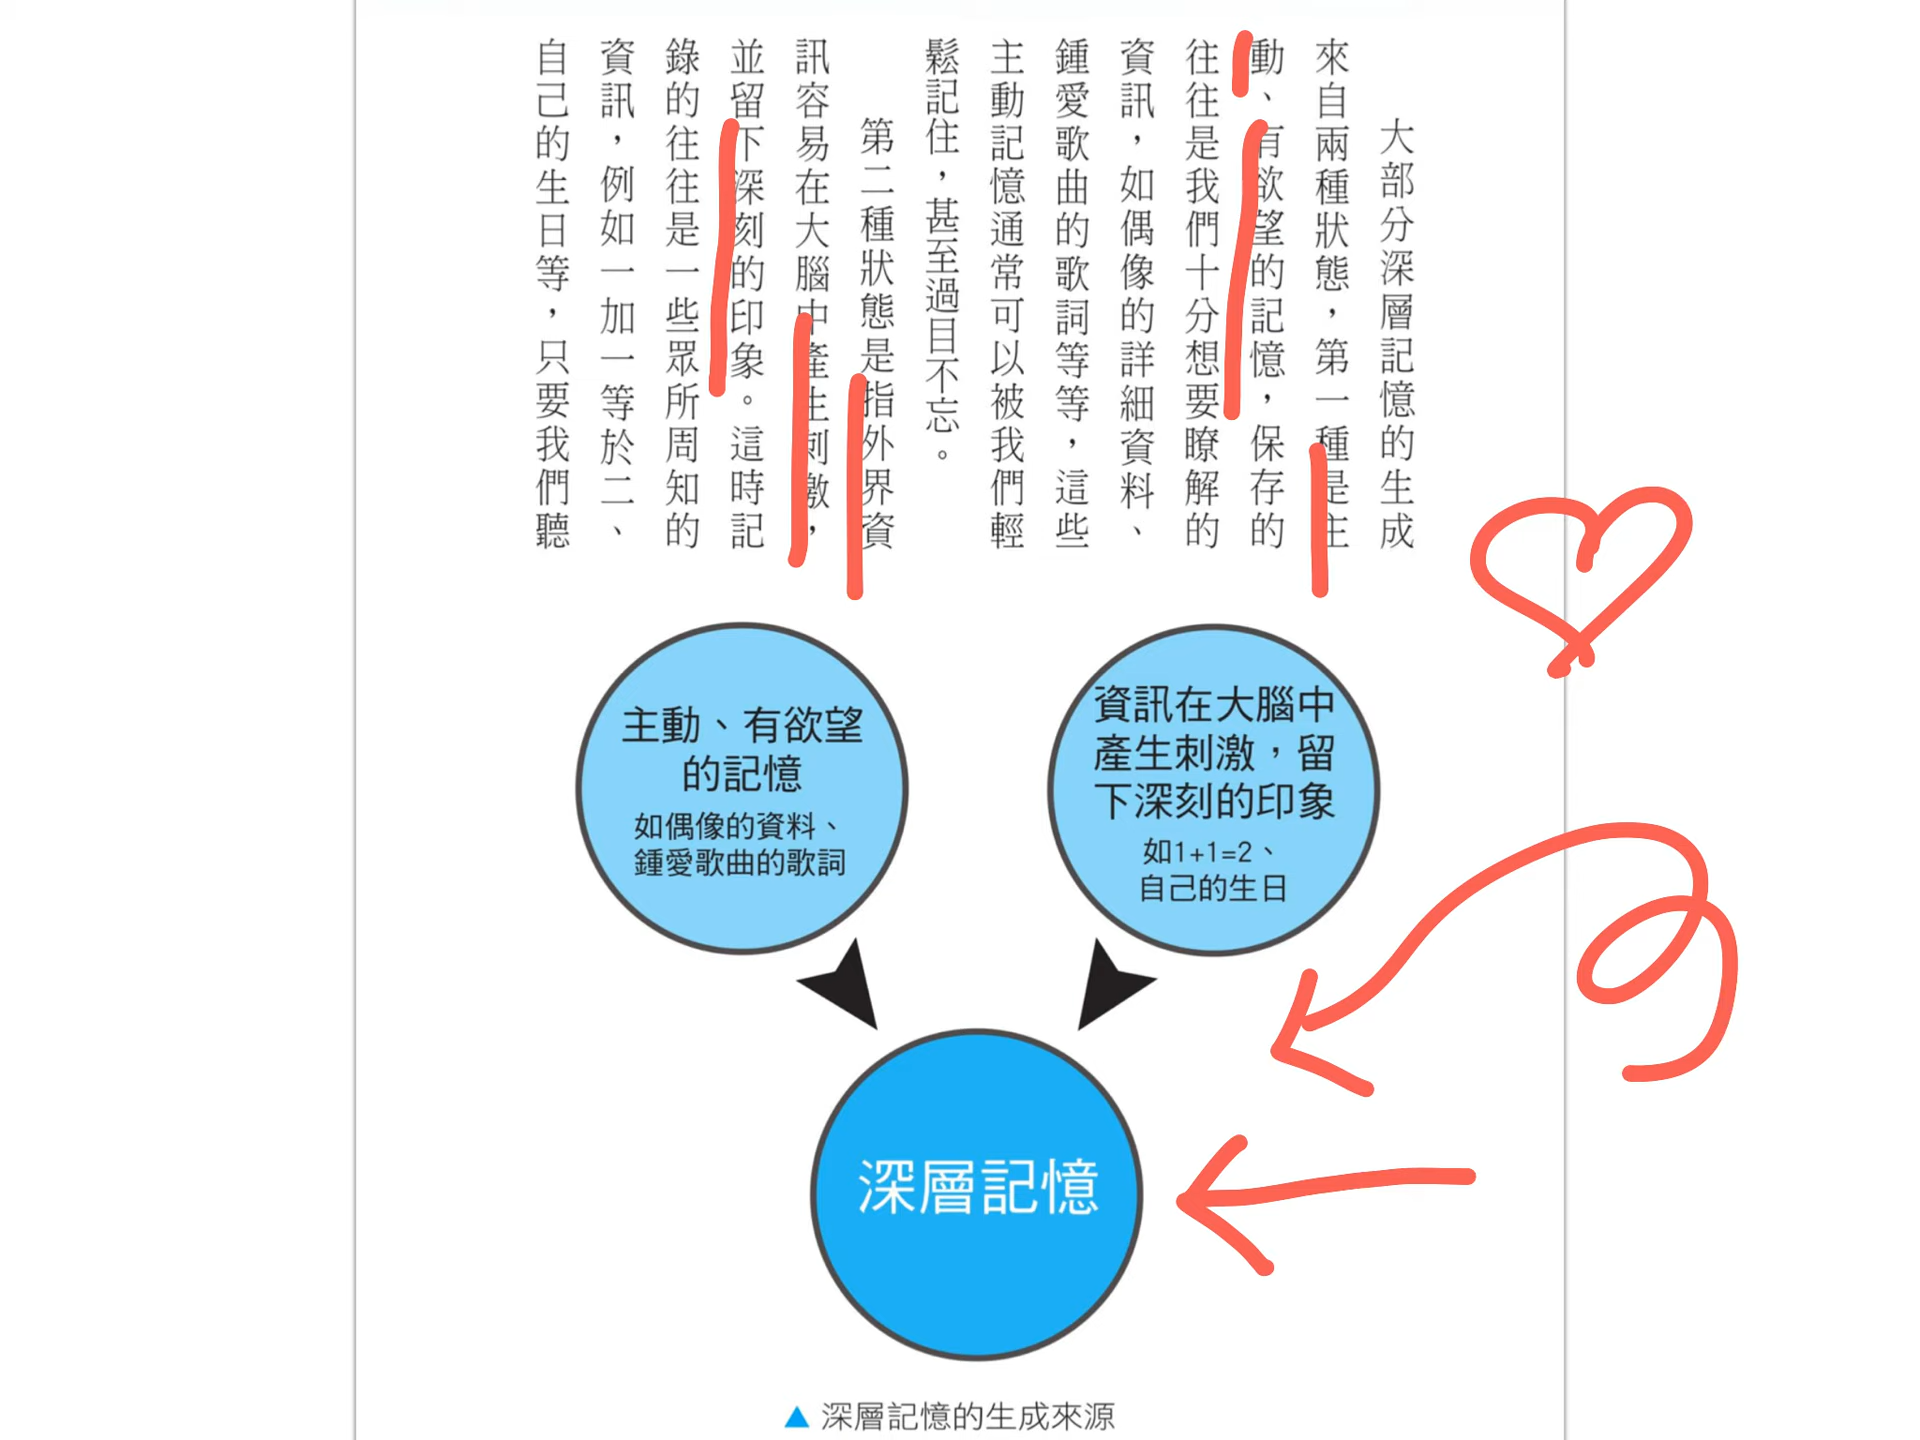 大部分深層記憶的生成
來自兩種狀態，第一種是主
動、有欲望的記憶，保存的
往往是我們十分想要瞭解的
資訊，如偶像的詳細資料、
鍾愛歌曲的歌詞等等，這些
主動記憶通常可以被我們輕
鬆記住，甚至過目不忘。
第二種狀態是指外界資
訊容易在大腦中產生刺激，
並留下深刻的印象。這時記
錄的往往是一些眾所周知的
資訊，例如一加一等於二、
自己的生日等，只要我們聽
主動、有欲望
的記憶
如偶像的資料、
鍾愛歌曲的歌詞
資訊在大腦中
產生刺激，留
下深刻的印象
如1+1=2、
自己的生日
深層記憶
▲ 深層記憶的生成來源